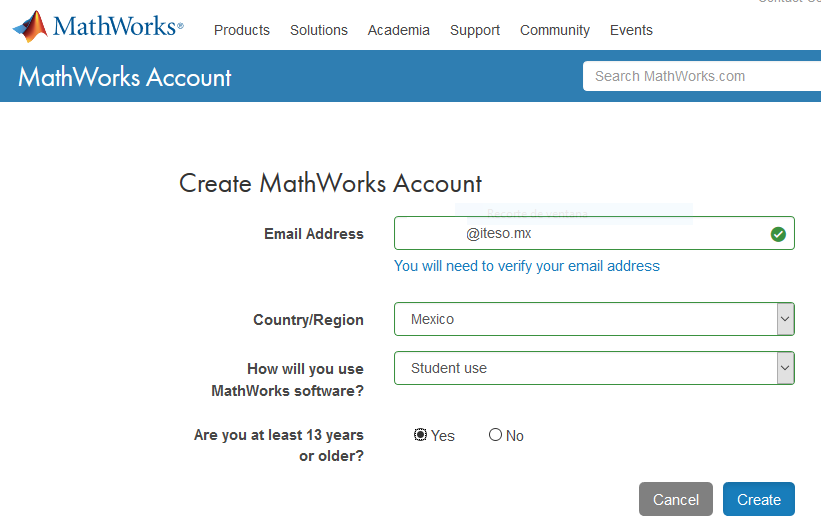 Contact Us
MathWorks®
Products Solutions Academia Support Community Events
MathWorks Account
Search MathWorks.com
Create MathWorks Account
Recorte de ventana
Email Address
@iteso.mx
You will need to verify your email address
Country/Region
Mexico
How will you use
MathWorks software?
Student use
Are you at least 13 years
or older?
Yes No
Cancel Create